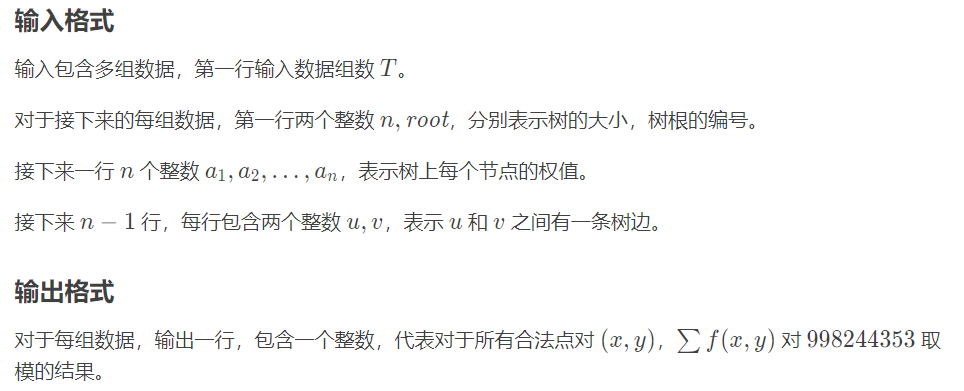 输入格式
输入包含多组数据，第一行输入数据组数 T。
对于接下来的每组数据，第一行两个整数 n, root，分别表示树的大小，树根的编号。
接下来一行 n 个整数 a₁, a₂, …, aₙ，表示树上每个节点的权值。
接下来 n − 1 行，每行包含两个整数 u, v，表示 u 和 v 之间有一条树边。
输出格式
对于每组数据，输出一行，包含一个整数，代表对于所有合法点对 (x, y)，∑ f(x, y) 对 998244353 取
模的结果。